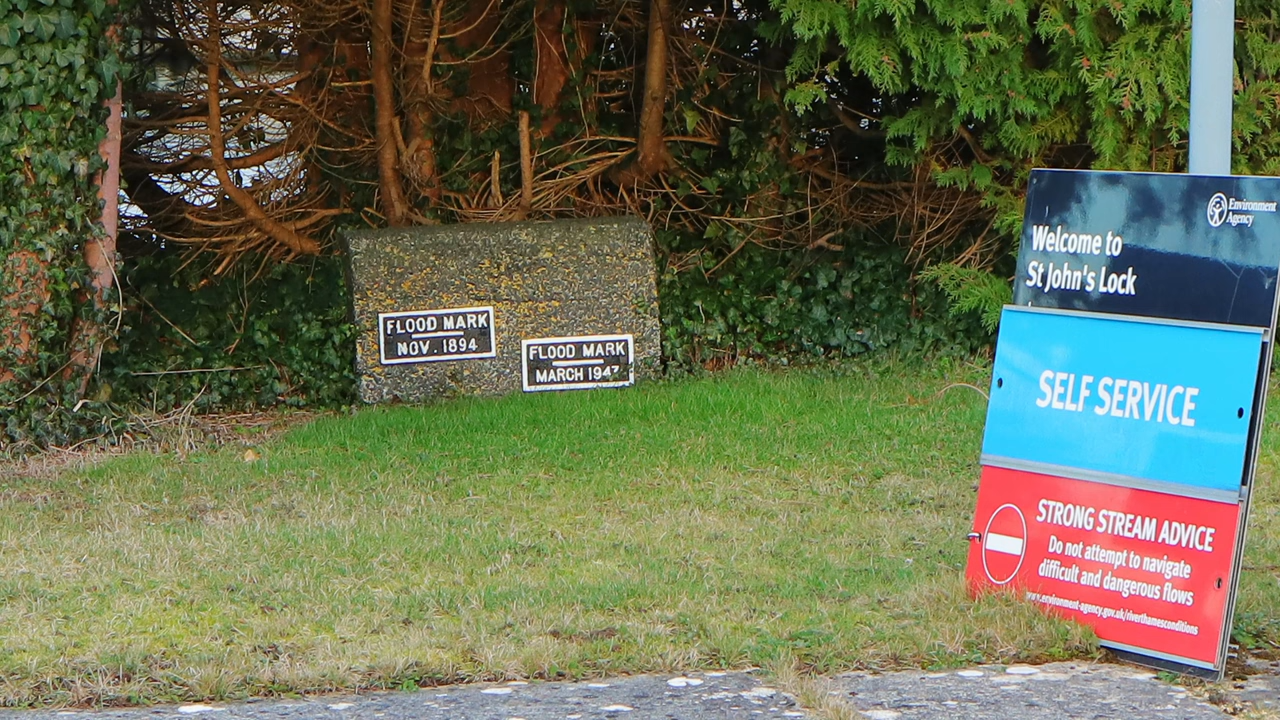 FLOOD MARK
NOV. 1894
FLOOD MARK
MARCH 1947
Environment
Agency
Welcome to
St John's Lock
SELF SERVICE
STRONG STREAM ADVICE
Do not attempt to navigate
difficult and dangerous flows
www.environment-agency.gov.uk/riverthamesconditions